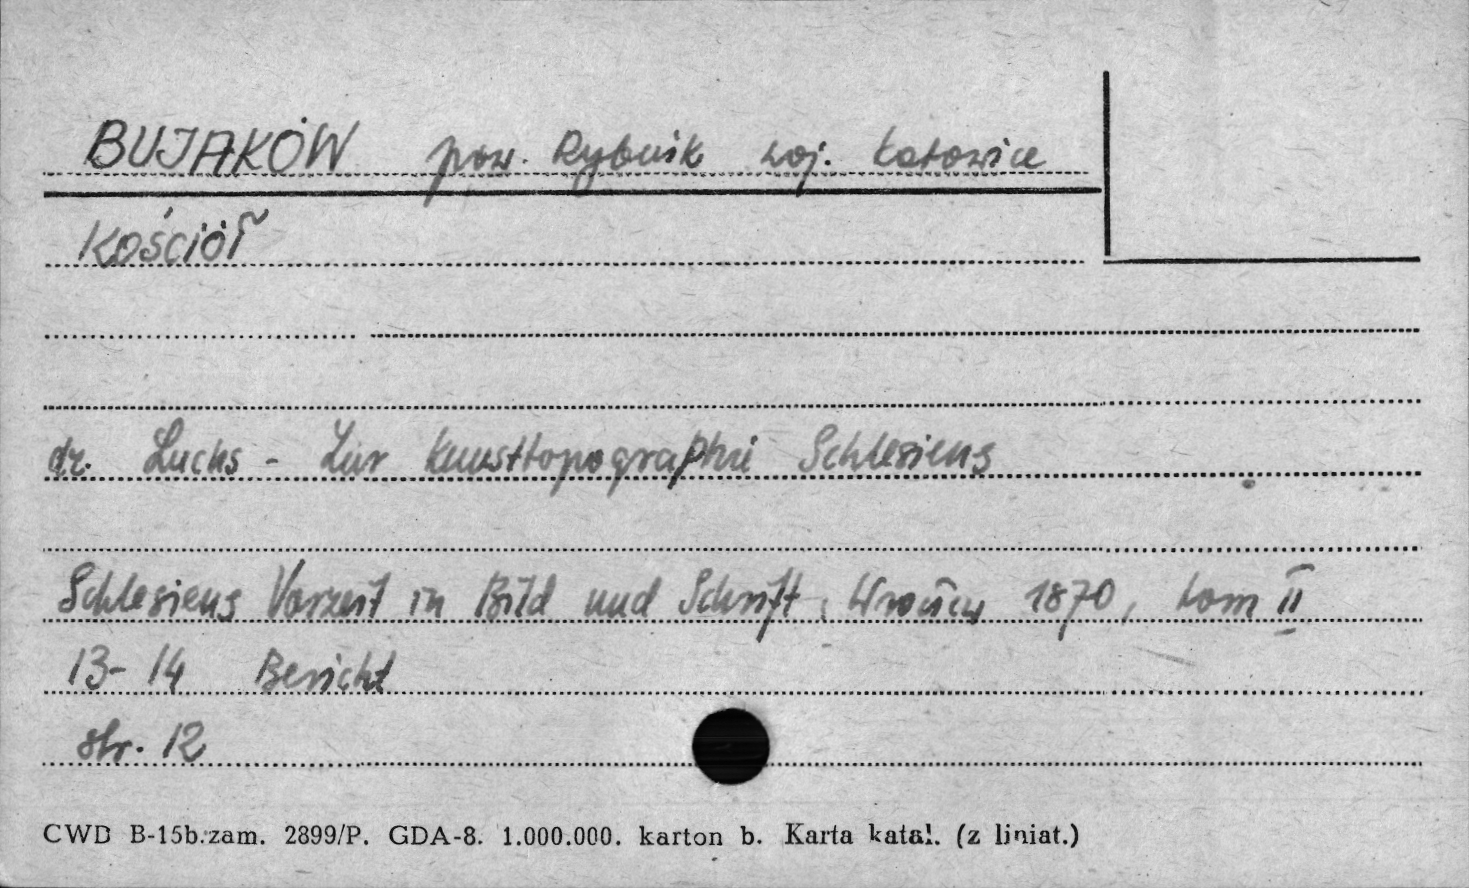 BUJAKÓW pow. Rybnik woj. Katowice
Kościół
dr. Luchs - Zur Kunsttopographie Schlesiens
Schlesiens Vorzeit in Bild und Schrift, Wrocław 1870, tom II
13-14 Bericht
str. 12
CWD B-15b.zam. 2899/P. GDA-8. 1.000.000. karton b. Karta katal. (z liniat.)